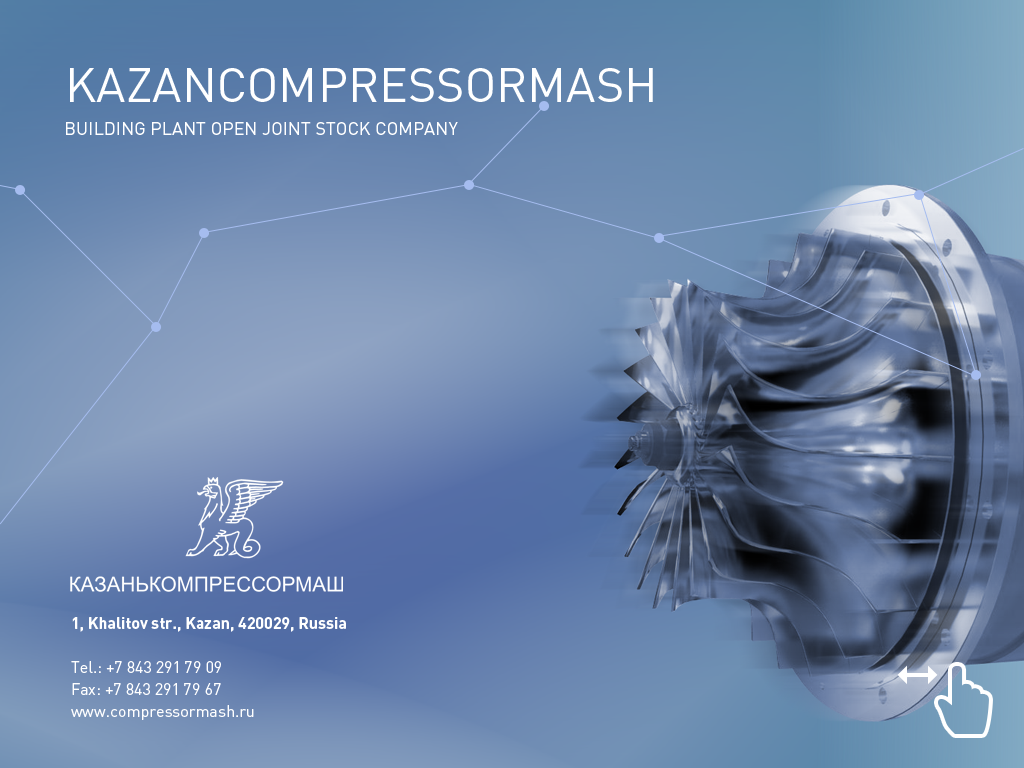 KAZANCOMPRESSORMASH
BUILDING PLANT OPEN JOINT STOCK COMPANY
КАЗАНЬКОМПРЕССОРМАШ
1, Khalitov str., Kazan, 420029, Russia
Tel.: +7 843 291 79 09
Fax: +7 843 291 79 67
www.compressormash.ru